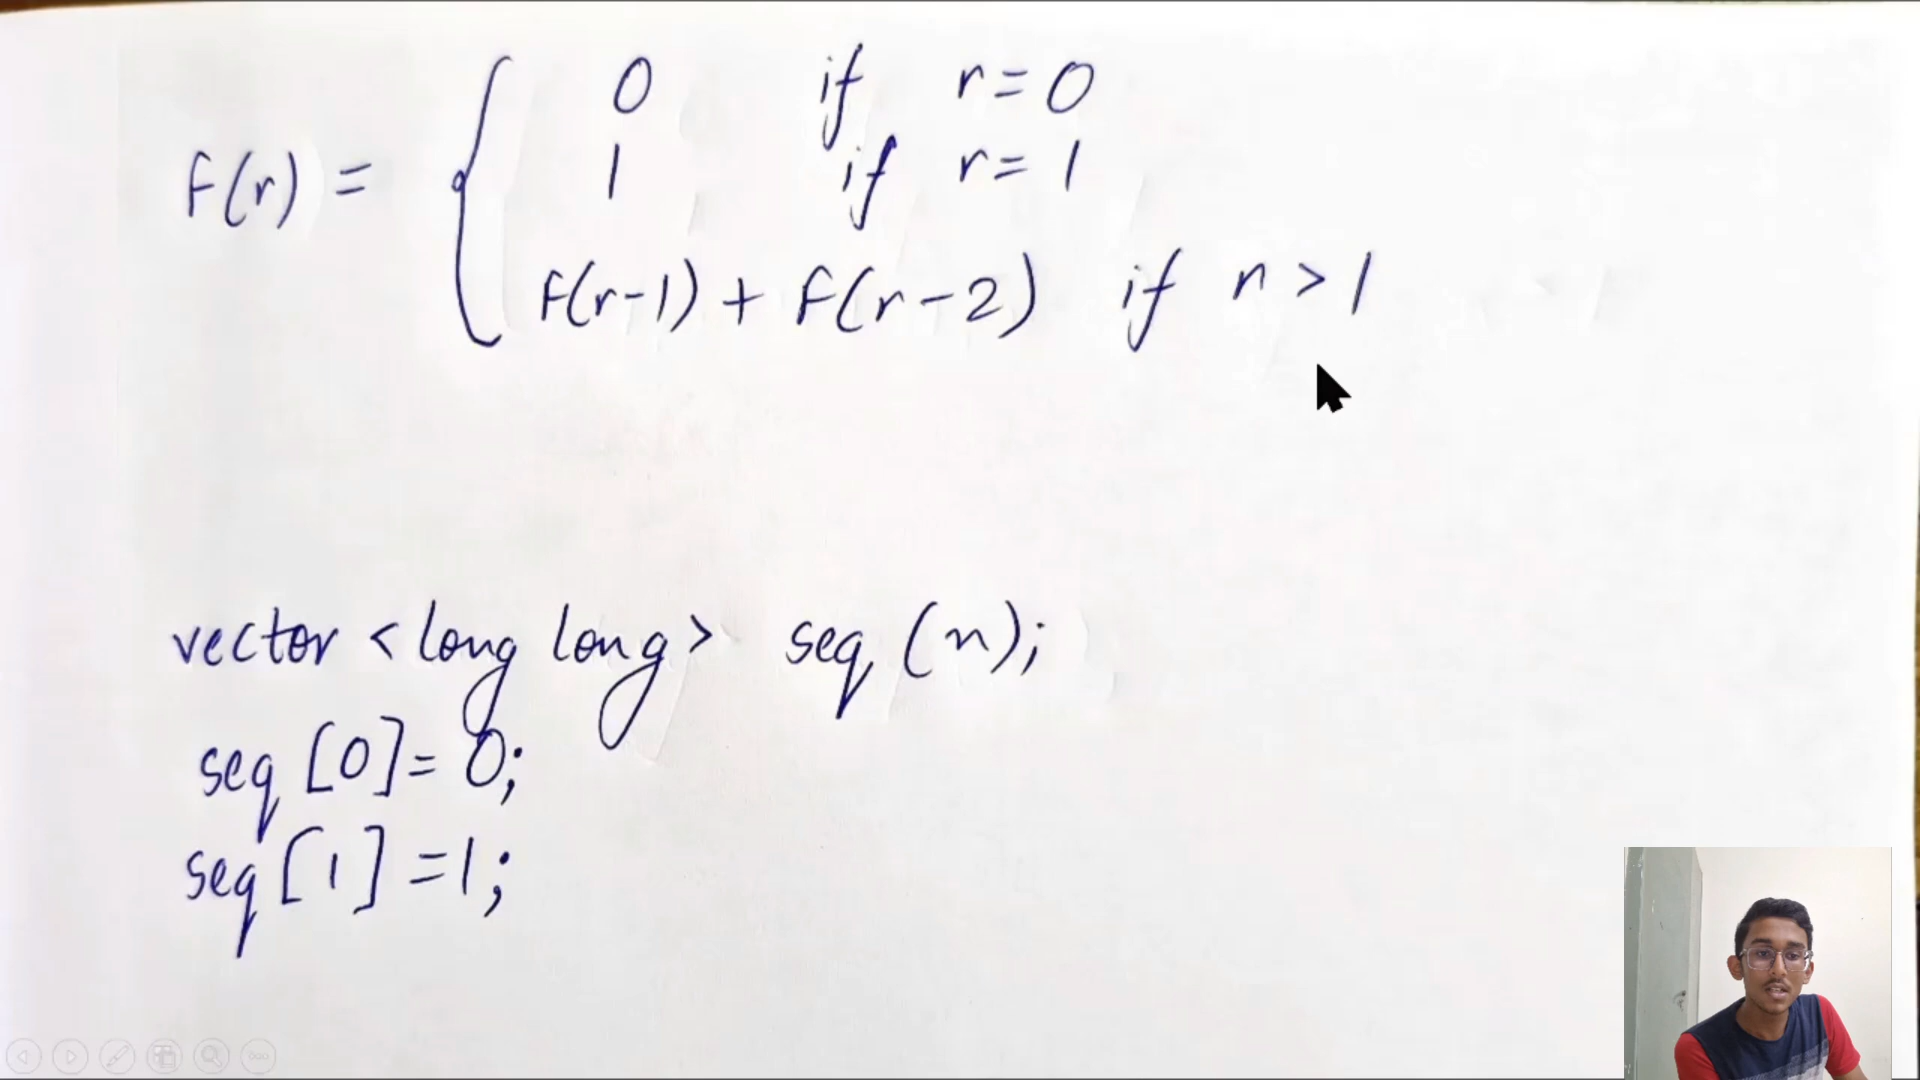 0 if r = 0
1 if r = 1
F(r) =
F(r-1) + F(r-2) if r > 1
vector <long long> seq (n);
seq [0] = 0;
seq [1] = 1;